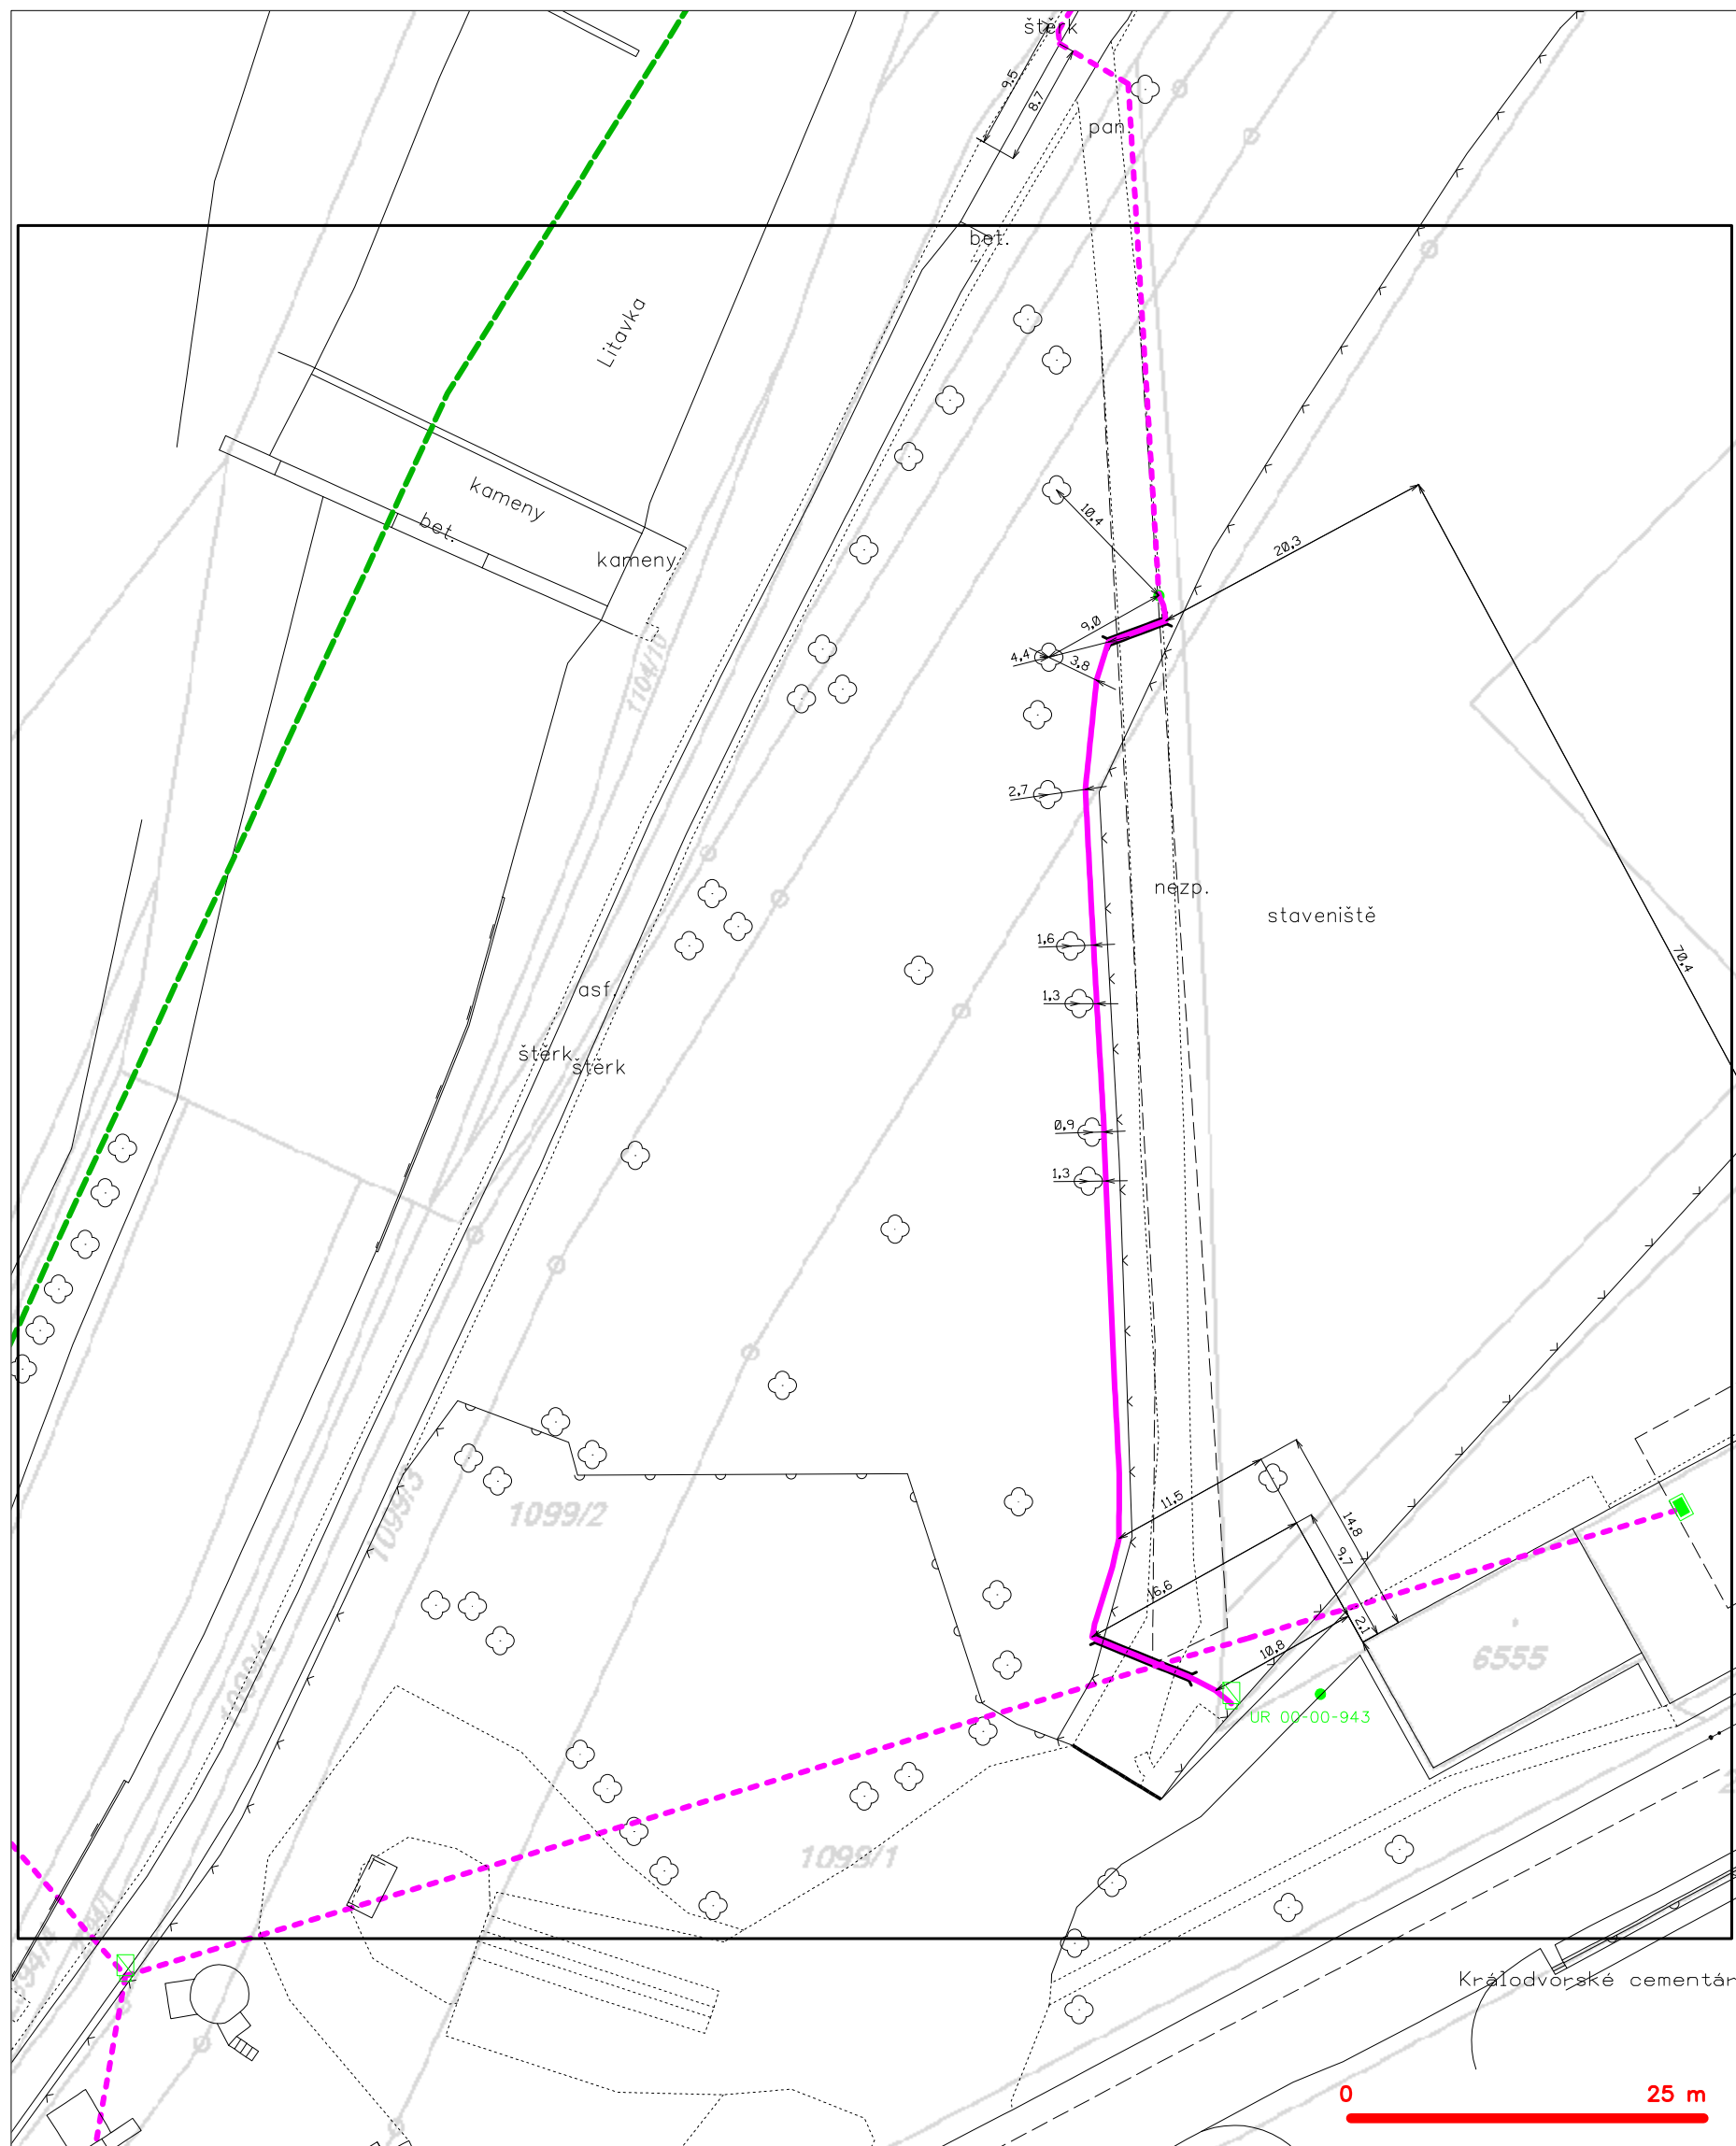 štěrk
9.5
8.7
pan.
bet.
Litavka
kameny
bet.
kameny
10.4
20.3
9.0
4.4
3.8
1104/10
2.7
nezp.
staveniště
1.6
70.4
asf.
1.3
štěrk
štěrk
0.9
1.3
11.5
1099/2
1099/3
14.8
9.7
16.6
2.1
10.8
6555
ÚR 00-00-943
1099/1
Králodvorské cementár
0 25 m